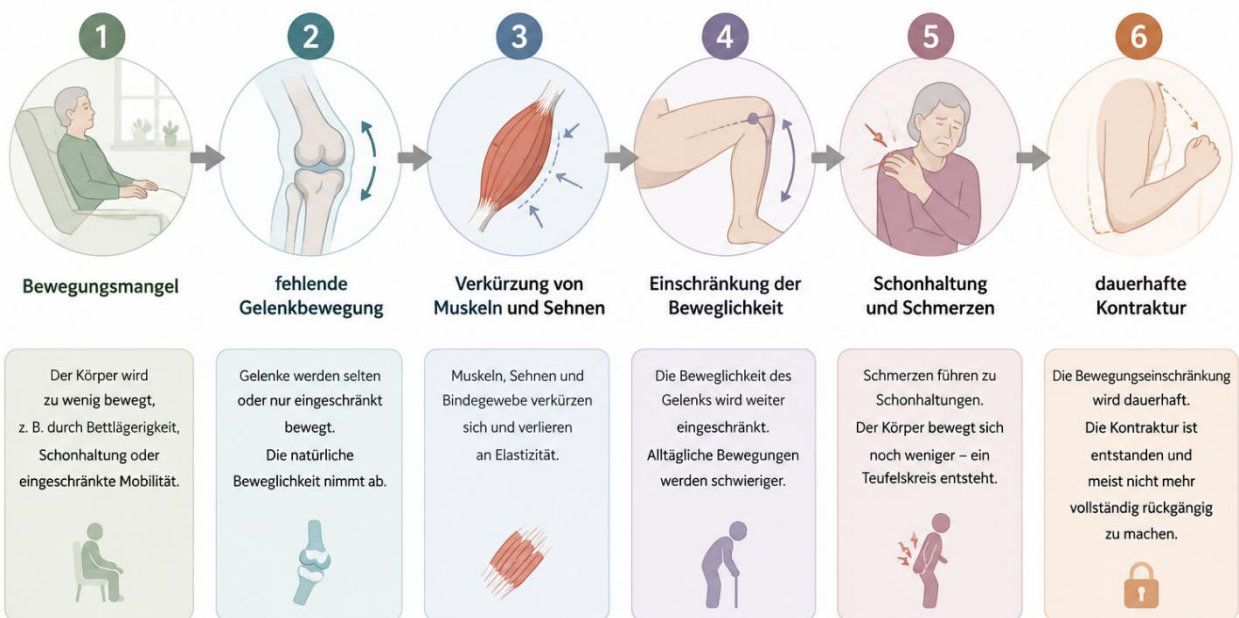 1
2
3
4
5
6
Bewegungsmangel
fehlende
Gelenkbewegung
Verkürzung von
Muskeln und Sehnen
Einschränkung der
Beweglichkeit
Schonhaltung
und Schmerzen
dauerhafte
Kontraktur
Der Körper wird
zu wenig bewegt,
z. B. durch Bettlägerigkeit,
Schonhaltung oder
eingeschränkte Mobilität.
Gelenke werden selten
oder nur eingeschränkt
bewegt.
Die natürliche
Beweglichkeit nimmt ab.
Muskeln, Sehnen und
Bindegewebe verkürzen
sich und verlieren
an Elastizität.
Die Beweglichkeit des
Gelenks wird weiter
eingeschränkt.
Alltägliche Bewegungen
werden schwieriger.
Schmerzen führen zu
Schonhaltungen.
Der Körper bewegt sich
noch weniger – ein
Teufelskreis entsteht.
Die Bewegungseinschränkung
wird dauerhaft.
Die Kontraktur ist
entstanden und
meist nicht mehr
vollständig rückgängig
zu machen.